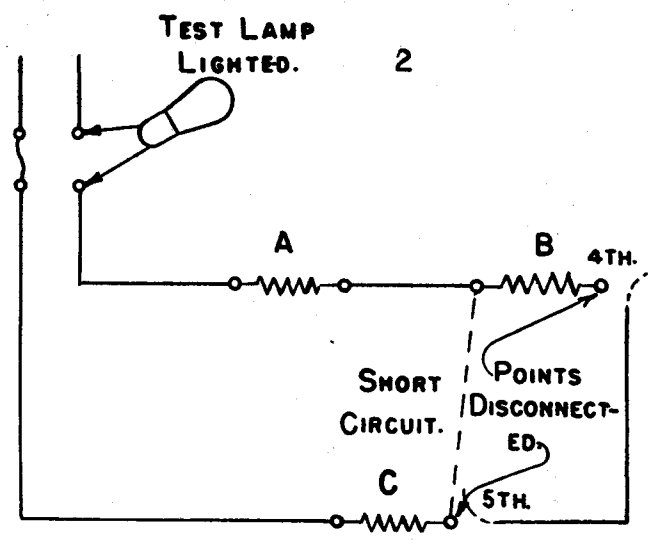 TEST LAMP
LIGHTED.
2
A
B
4TH.
SHORT
CIRCUIT.
POINTS
DISCONNECT-
ED.
C
5TH.